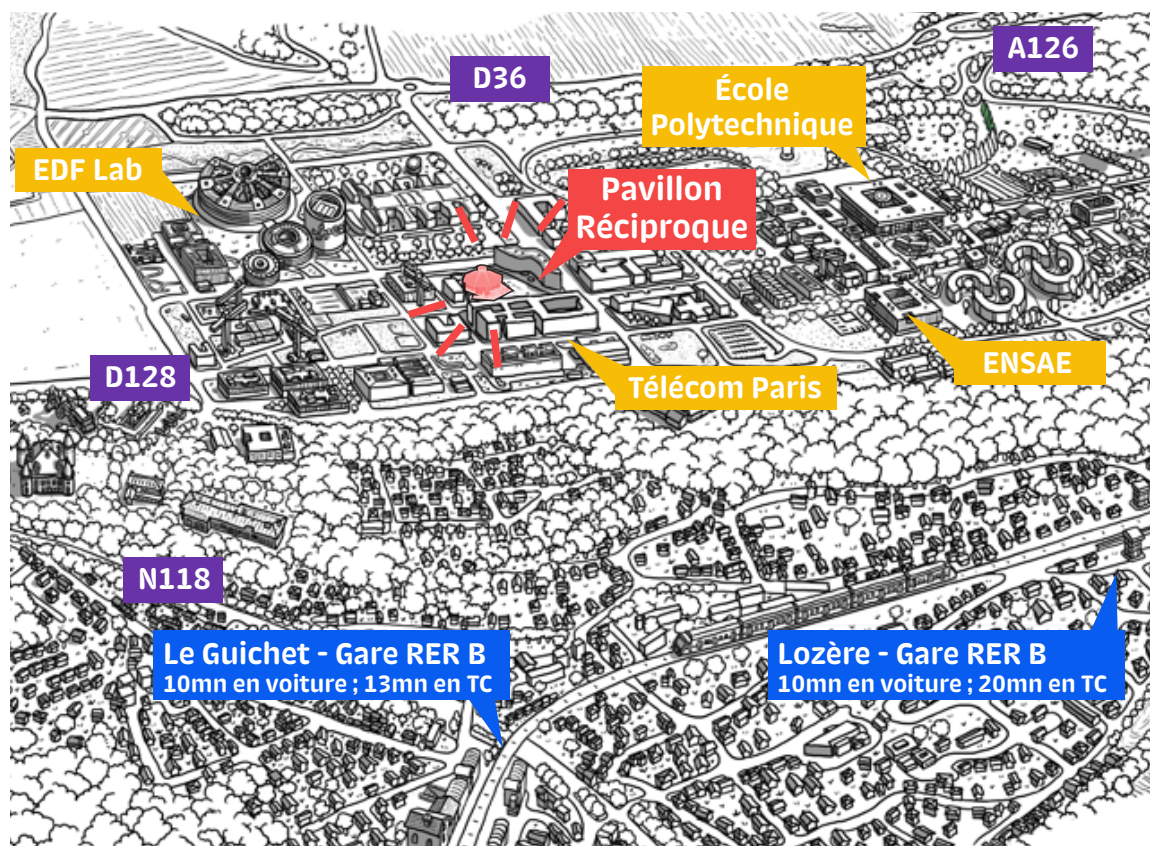 A126
D36
École
Polytechnique
EDF Lab
Pavillon
Réciproque
D128
ENSAE
Télécom Paris
N118
Le Guichet - Gare RER B
10mn en voiture ; 13mn en TC
Lozère - Gare RER B
10mn en voiture ; 20mn en TC